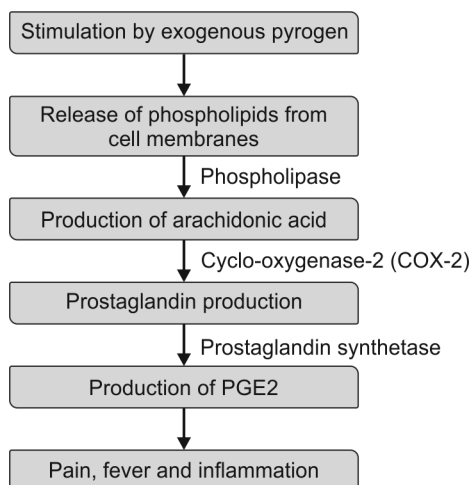 Stimulation by exogenous pyrogen
Release of phospholipids from
cell membranes
Phospholipase
Production of arachidonic acid
Cyclo-oxygenase-2 (COX-2)
Prostaglandin production
Prostaglandin synthetase
Production of PGE2
Pain, fever and inflammation